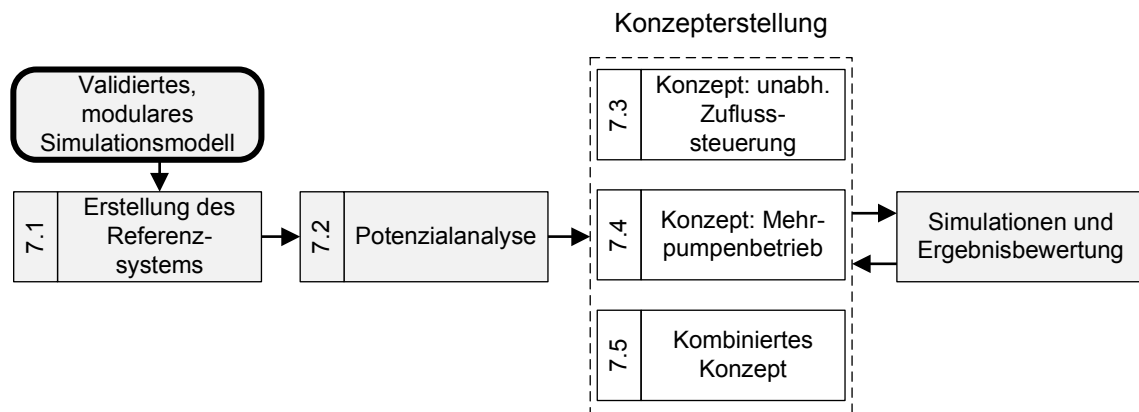 Konzepterstellung
Validiertes,
modulares
Simulationsmodell
7.1
Erstellung des
Referenz-
systems
7.2
Potenzialanalyse
7.3
Konzept: unabh.
Zufluss-
steuerung
7.4
Konzept: Mehr-
pumpenbetrieb
7.5
Kombiniertes
Konzept
Simulationen und
Ergebnisbewertung